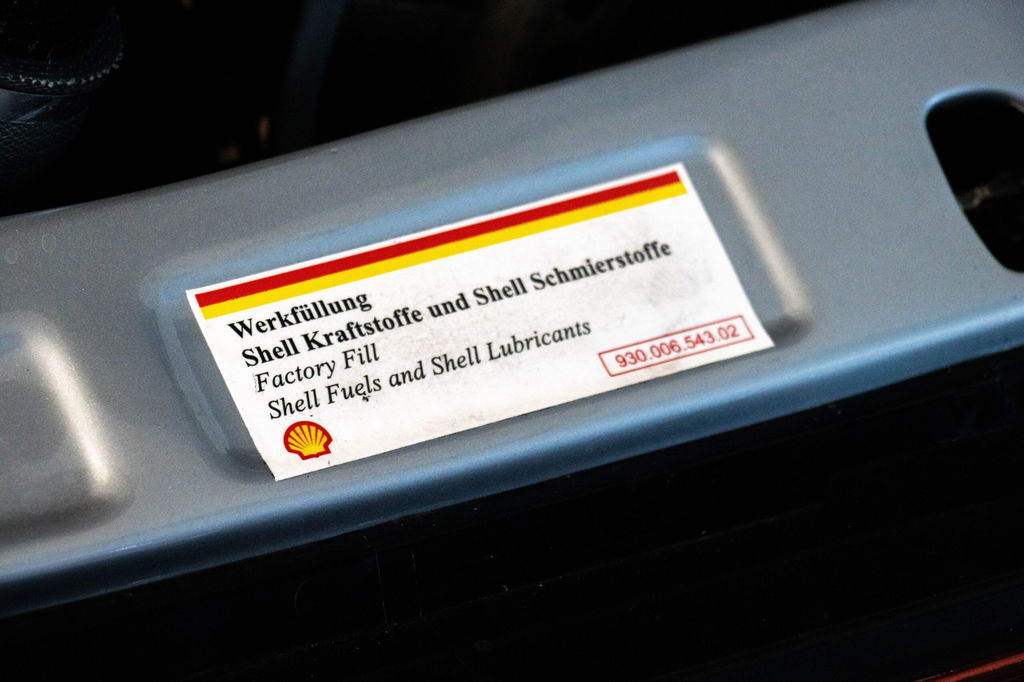 Werkfüllung
Shell Kraftstoffe und Shell Schmierstoffe
Factory Fill
Shell Fuels and Shell Lubricants
930.006.543.02